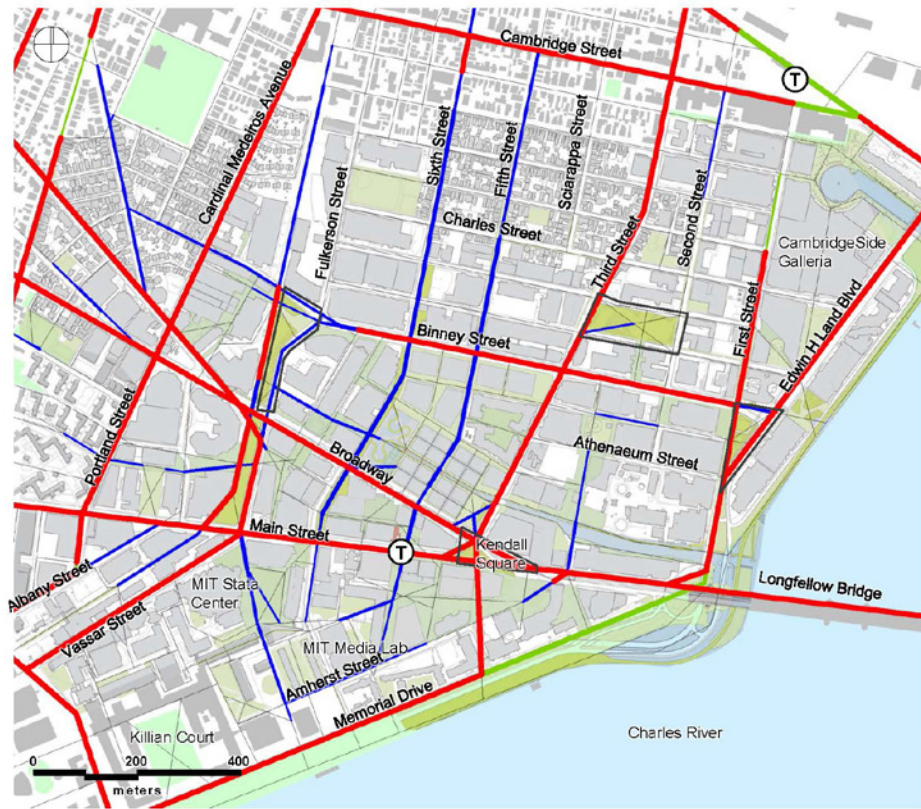 Cambridge Street
T
Cardinal Medeiros Avenue
Sixth Street
Fifth Street
Sciarappa Street
Fulkerson Street
Charles Street
Third Street
Second Street
CambridgeSide
Galleria
First Street
Edwin H Land Blvd
Binney Street
Portland Street
Broadway
Athenaeum Street
Main Street
T
Kendall
Square
Albany Street
MIT Stata
Center
Longfellow Bridge
Vassar Street
MIT Media Lab
Amherst Street
Memorial Drive
Killian Court
Charles River
0 200 400
meters